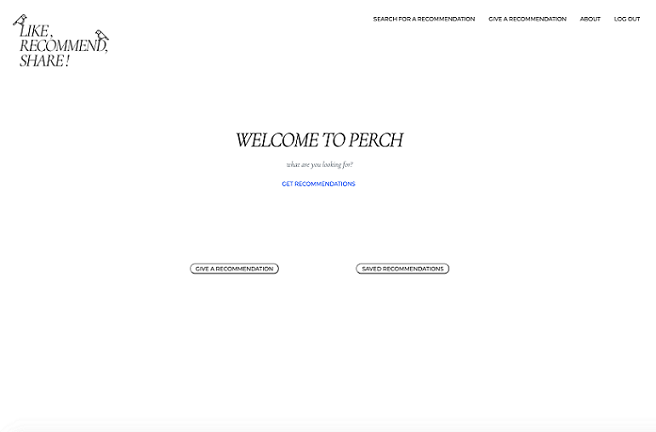 LIKE,
RECOMMEND,
SHARE!
SEARCH FOR A RECOMMENDATION
GIVE A RECOMMENDATION
ABOUT
LOG OUT
WELCOME TO PERCH
what are you looking for?
GET RECOMMENDATIONS
GIVE A RECOMMENDATION
SAVED RECOMMENDATIONS